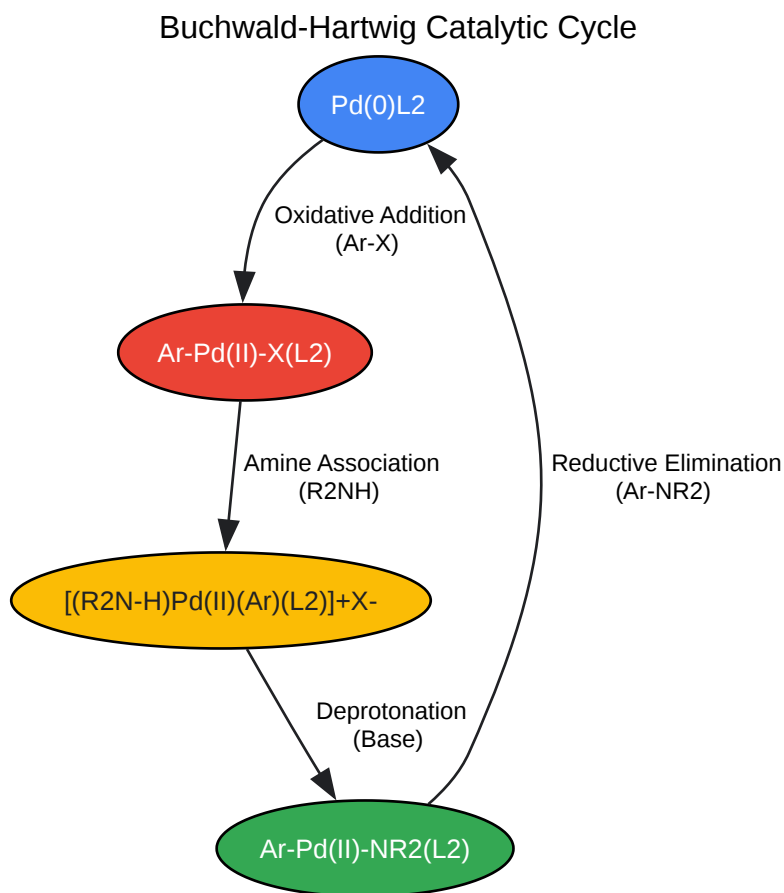 Buchwald-Hartwig Catalytic Cycle
Pd(0)L2
Oxidative Addition
(Ar-X)
Ar-Pd(II)-X(L2)
Amine Association
(R2NH)
Reductive Elimination
(Ar-NR2)
[(R2N-H)Pd(II)(Ar)(L2)]+X-
Deprotonation
(Base)
Ar-Pd(II)-NR2(L2)